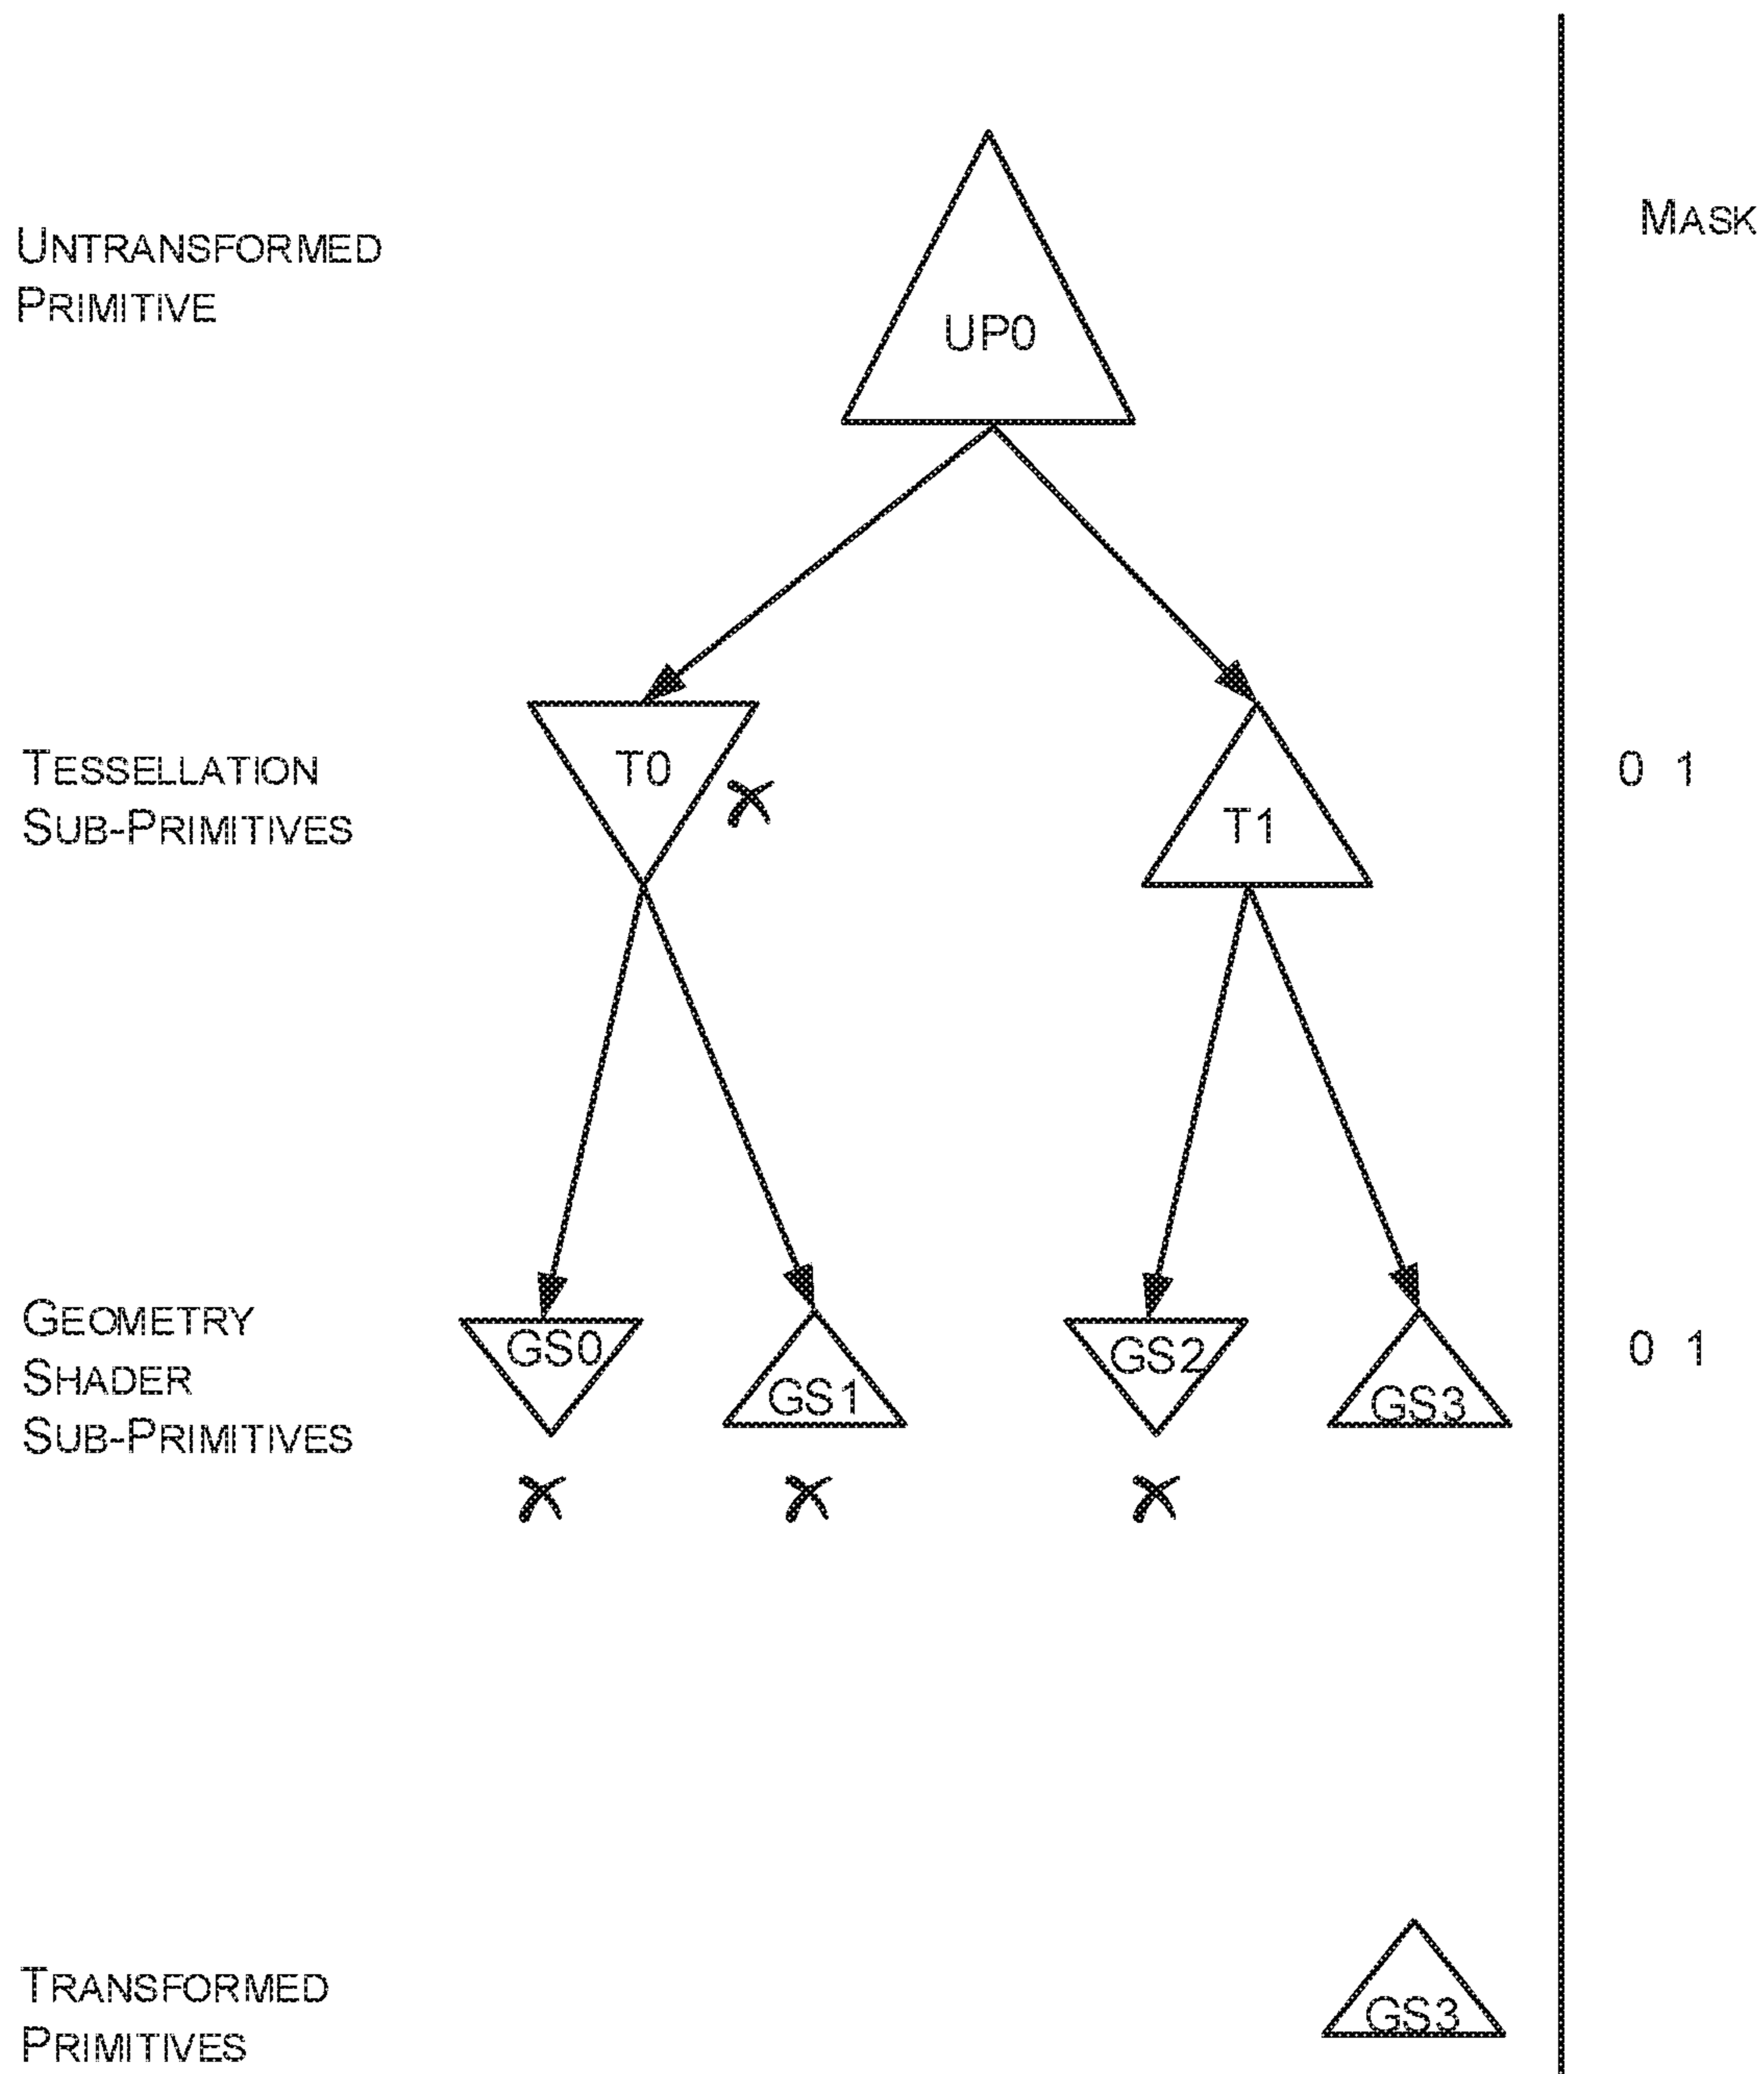 MASK
UNTRANSFORMED
PRIMITIVE
UP0
TESSELLATION
SUB-PRIMITIVES
T0
T1
0 1
GEOMETRY
SHADER
SUB-PRIMITIVES
GS0
GS1
GS2
GS3
0 1
TRANSFORMED
PRIMITIVES
GS3